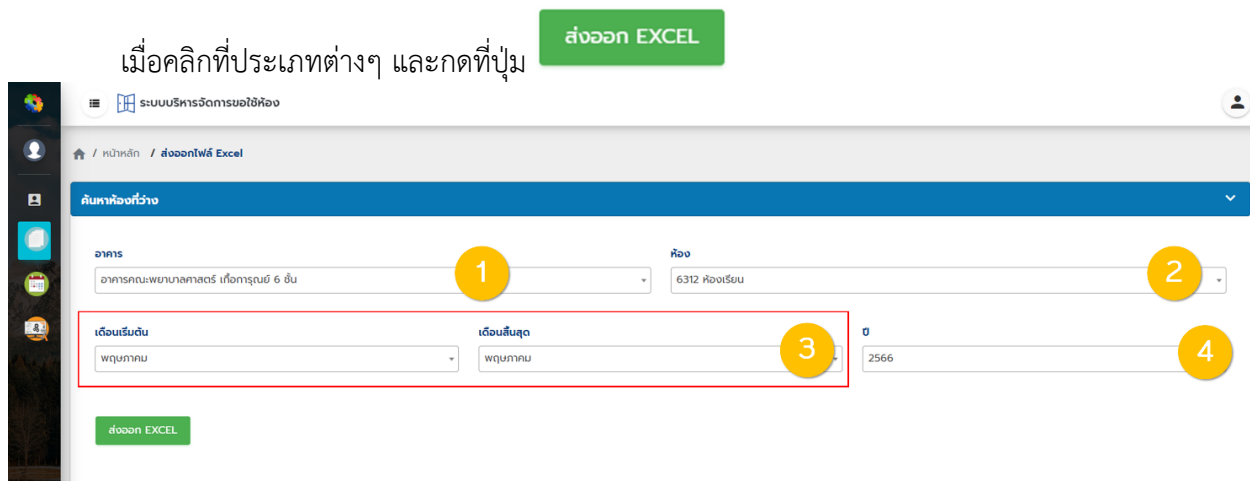 เมื่อคลิกที่ประเภทต่างๆ และกดที่ปุ่ม ส่งออก EXCEL
ระบบบริหารจัดการขอใช้ห้อง
/ หน้าหลัก / ส่งออกไฟล์ Excel
ค้นหาห้องที่ว่าง
อาคาร ห้อง
อาคารคณะพยาบาลศาสตร์ เกื้อการุณย์ 6 ชั้น 1 6312 ห้องเรียน 2
เดือนเริ่มต้น เดือนสิ้นสุด ปี
พฤษภาคม พฤษภาคม 3 2566 4
ส่งออก EXCEL